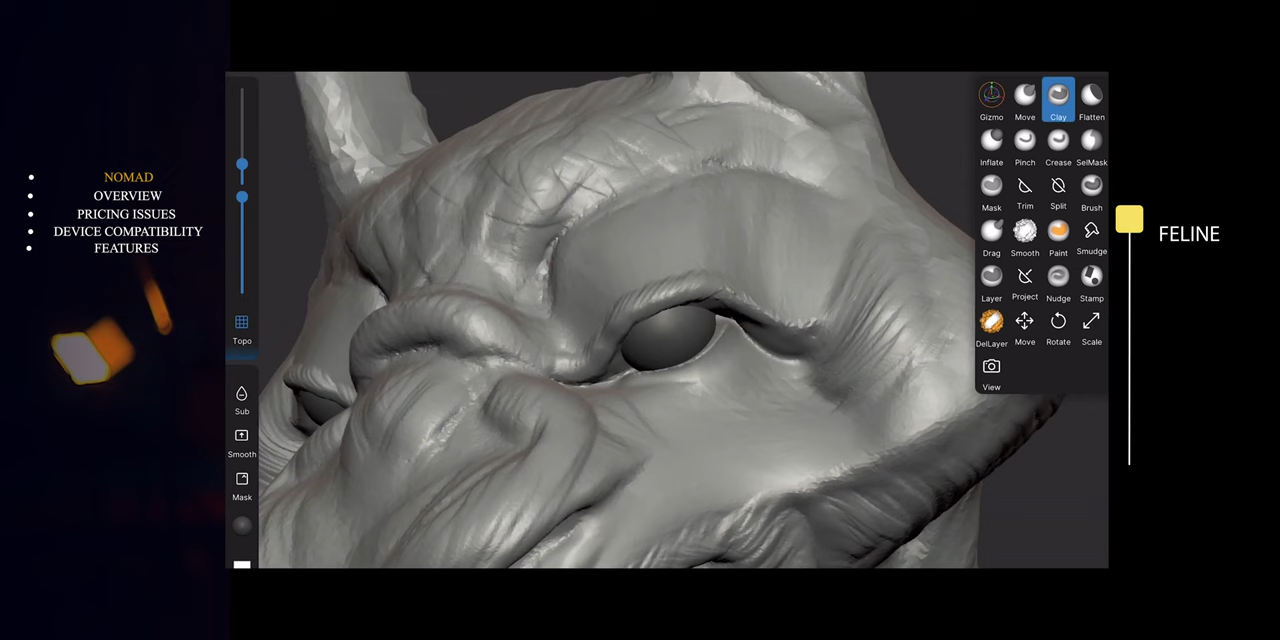 NOMAD
OVERVIEW
PRICING ISSUES
DEVICE COMPATIBILITY
FEATURES
Topo
Sub
Smooth
Mask
Gizmo Move Clay Flatten
Inflate Pinch Crease SelMask
Mask Trim Split Brush
Drag Smooth Paint Smudge
Layer Project Nudge Stamp
DelLayer Move Rotate Scale
View
FELINE